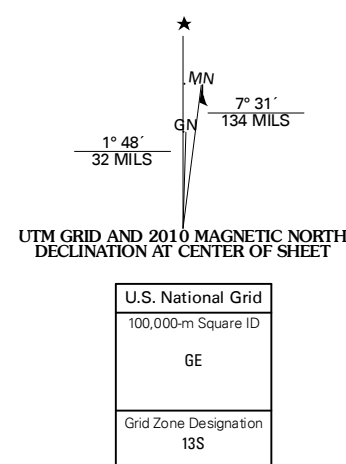 ★
MN
GN
7° 31´
134 MILS
1° 48´
32 MILS
UTM GRID AND 2010 MAGNETIC NORTH
DECLINATION AT CENTER OF SHEET
U.S. National Grid
100,000-m Square ID
GE
Grid Zone Designation
13S